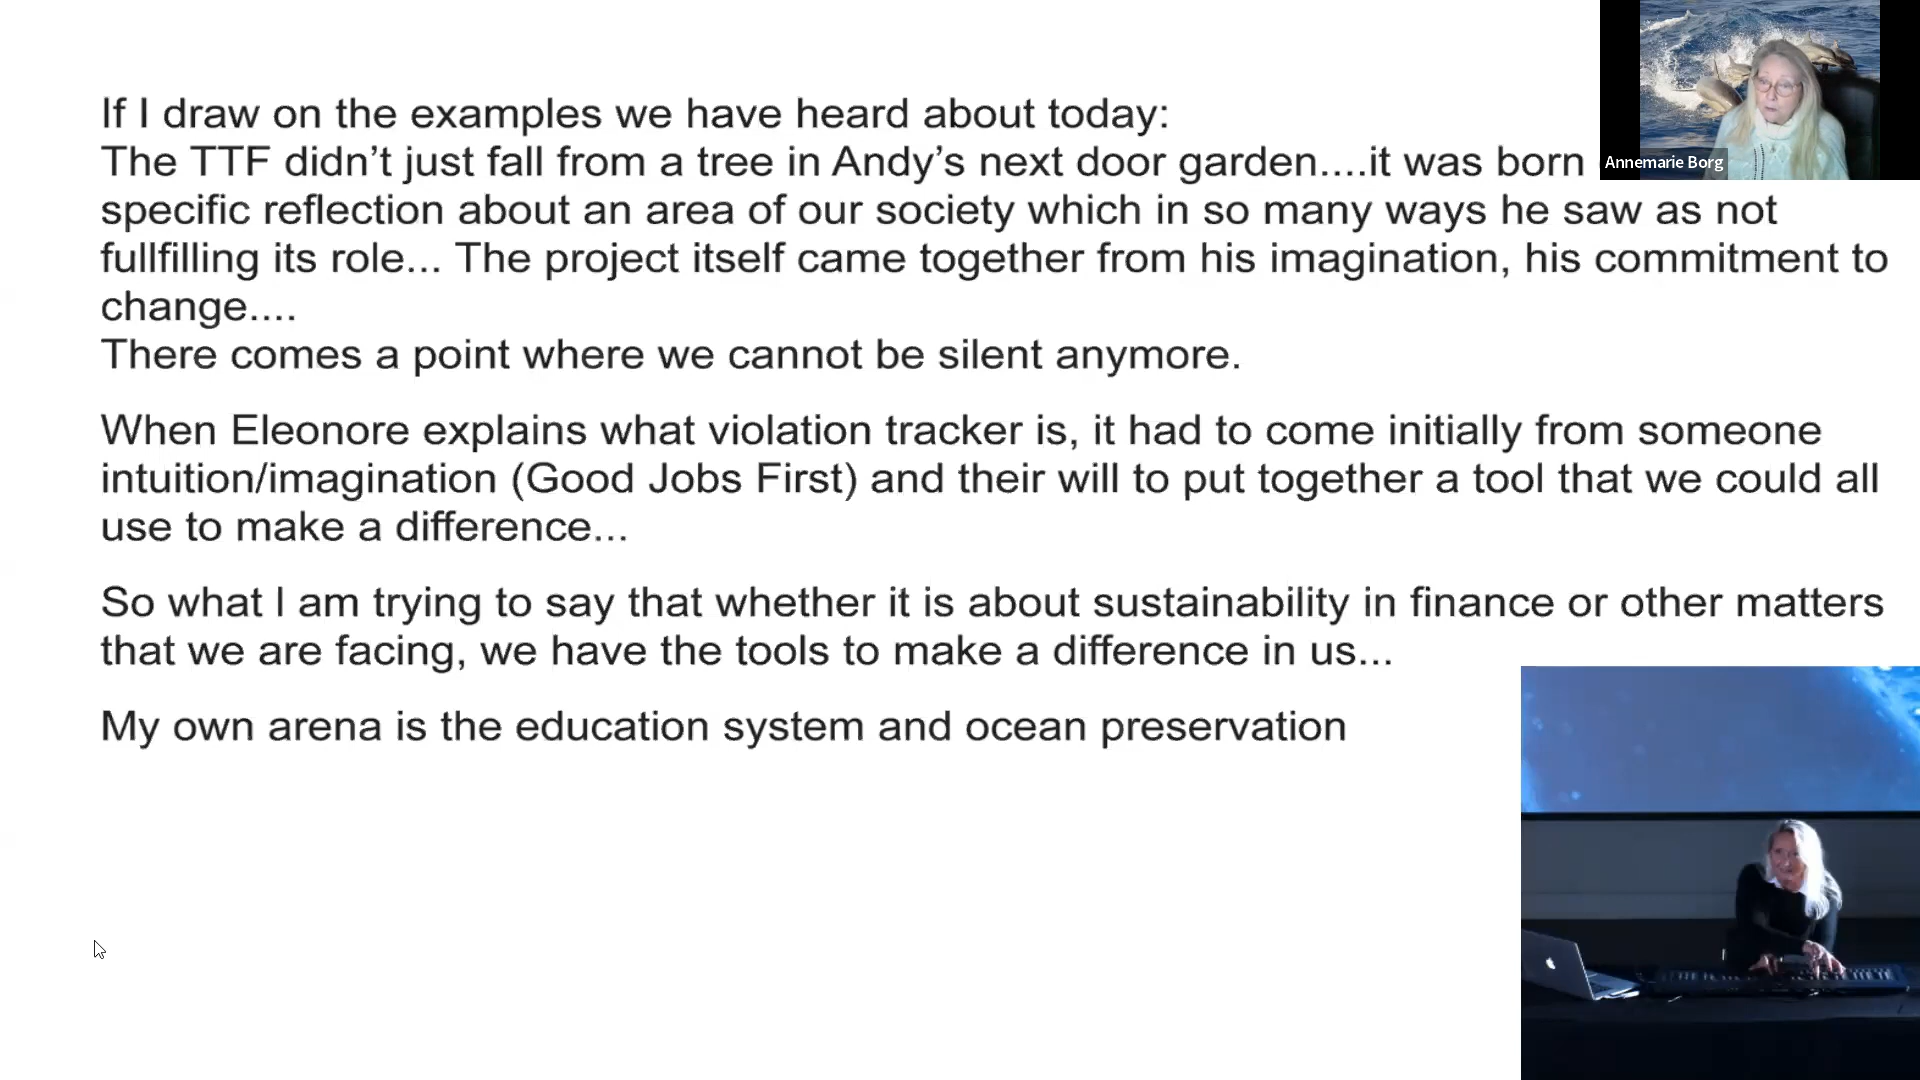 If I draw on the examples we have heard about today:
The TTF didn’t just fall from a tree in Andy’s next door garden....it was born
Annemarie Borg
specific reflection about an area of our society which in so many ways he saw as not
fullfilling its role... The project itself came together from his imagination, his commitment to
change....
There comes a point where we cannot be silent anymore.
When Eleonore explains what violation tracker is, it had to come initially from someone
intuition/imagination (Good Jobs First) and their will to put together a tool that we could all
use to make a difference...
So what I am trying to say that whether it is about sustainability in finance or other matters
that we are facing, we have the tools to make a difference in us...
My own arena is the education system and ocean preservation